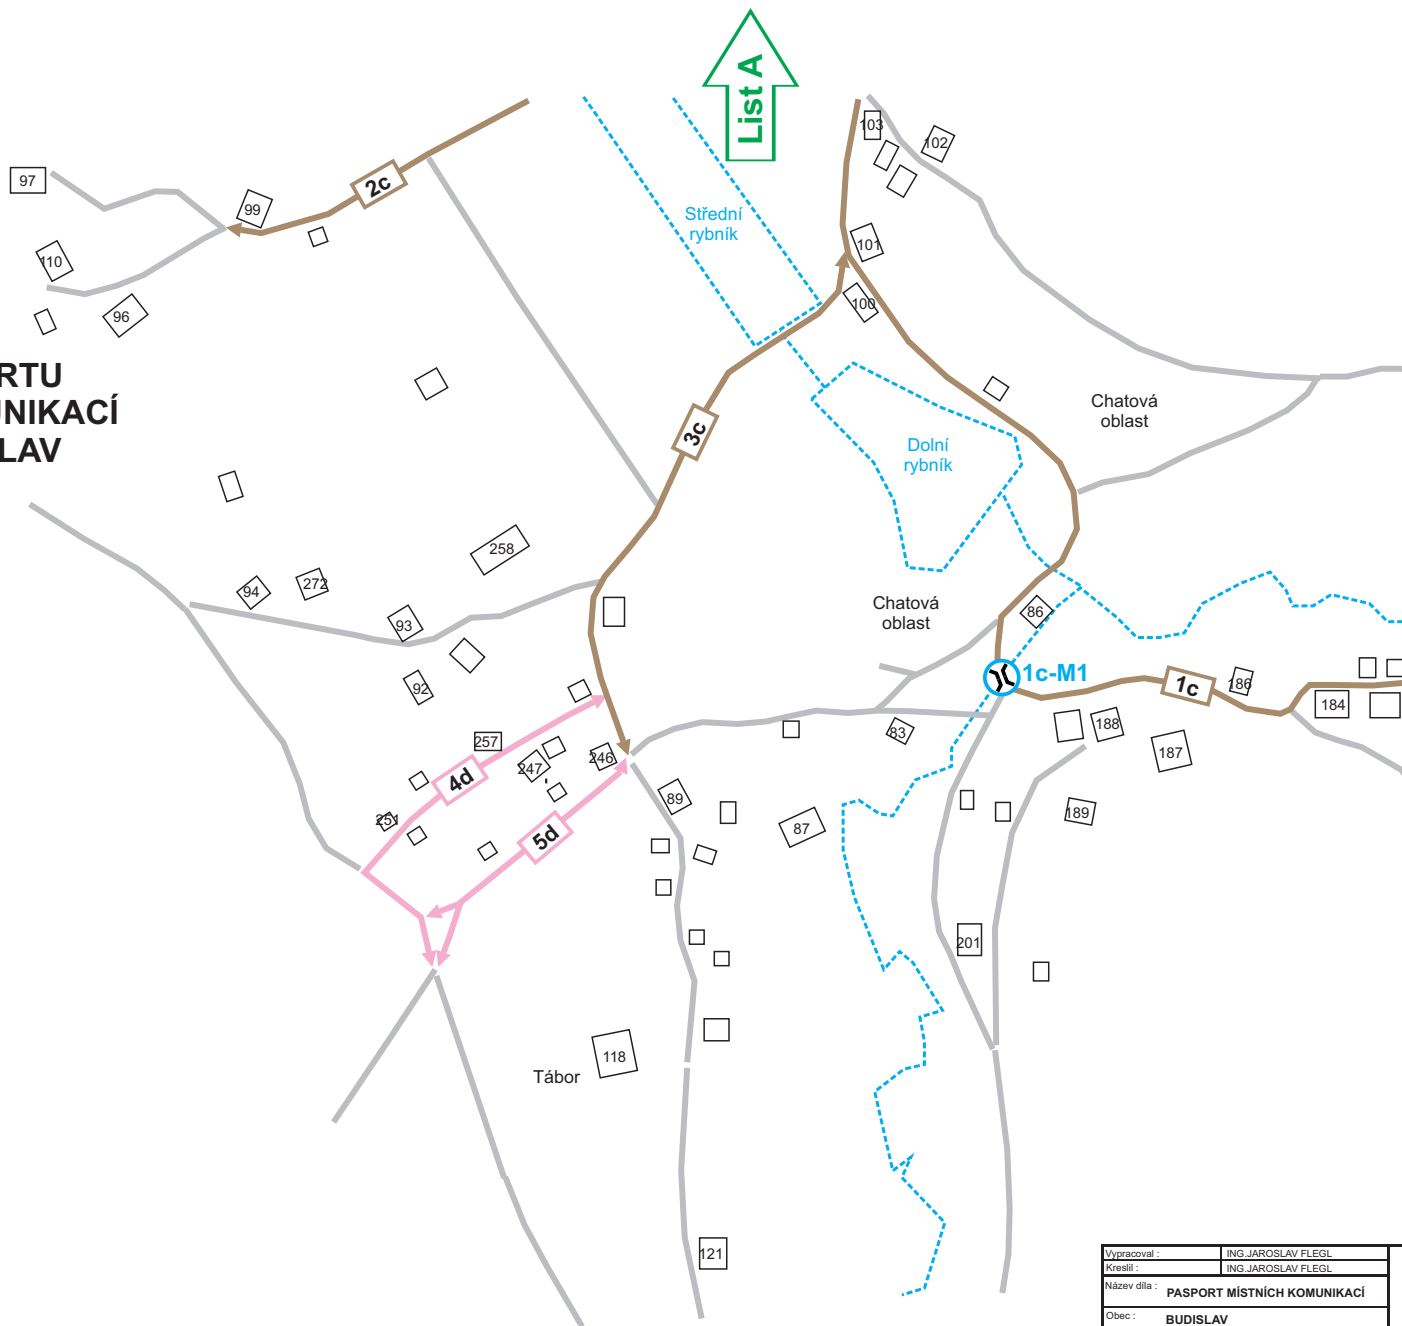 List A
103
102
97
2c
99
Střední
rybník
110
101
100
96
RTU
UNIKACÍ
LAV
Chatová
oblast
3c
Dolní
rybník
258
94
272
93
Chatová
oblast
86
92
1c-M1
1c
186
184
83
188
187
257
247
246
4d
89
251
87
189
5d
201
118
Tábor
121
Vypracoval : ING.JAROSLAV FLEGL
Kreslil : ING.JAROSLAV FLEGL
Název díla : PASPORT MÍSTNÍCH KOMUNIKACÍ
Obec : BUDISLAV